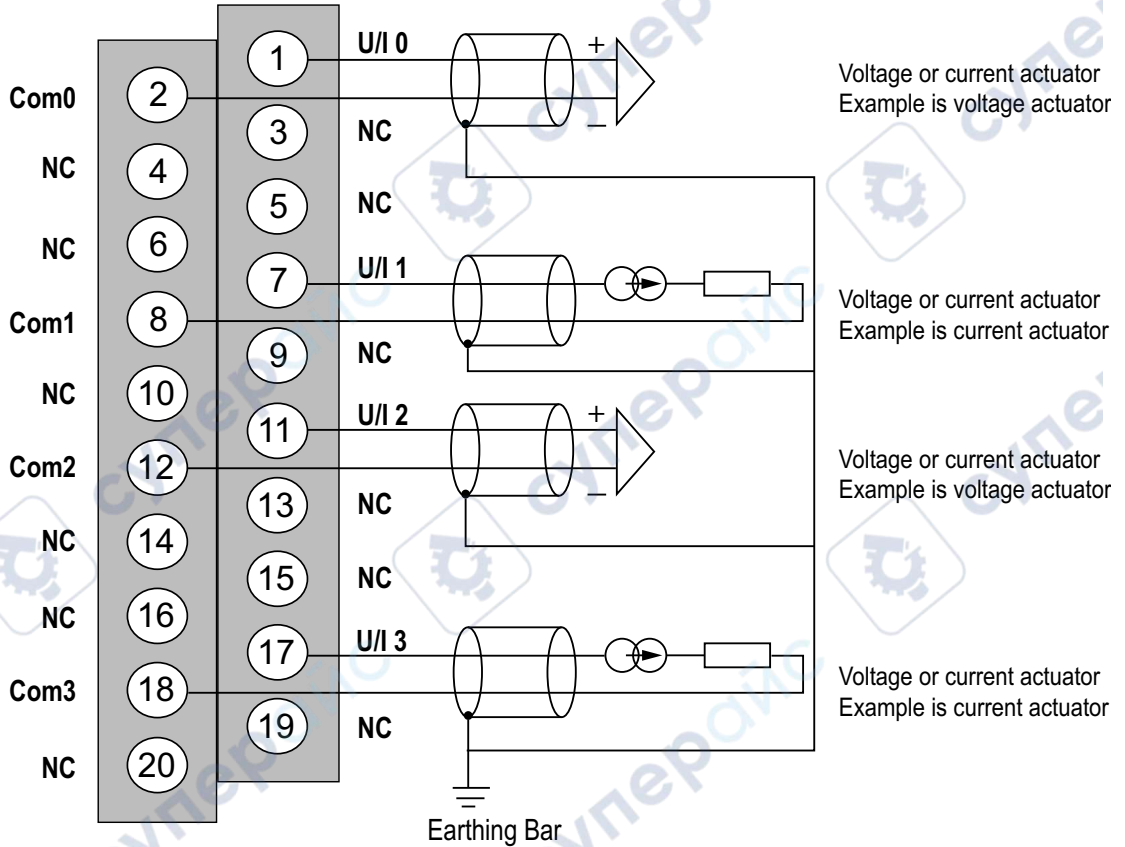 1 U/I 0 +
Voltage or current actuator
Example is voltage actuator
Com0 2
3 NC −
NC 4
5 NC
NC 6
7 U/I 1
Voltage or current actuator
Example is current actuator
Com1 8
9 NC
NC 10
11 U/I 2 +
Com2 12
Voltage or current actuator
Example is voltage actuator
13 NC −
NC 14
15 NC
NC 16
17 U/I 3
Voltage or current actuator
Example is current actuator
Com3 18
19 NC
NC 20
Earthing Bar
суперайс